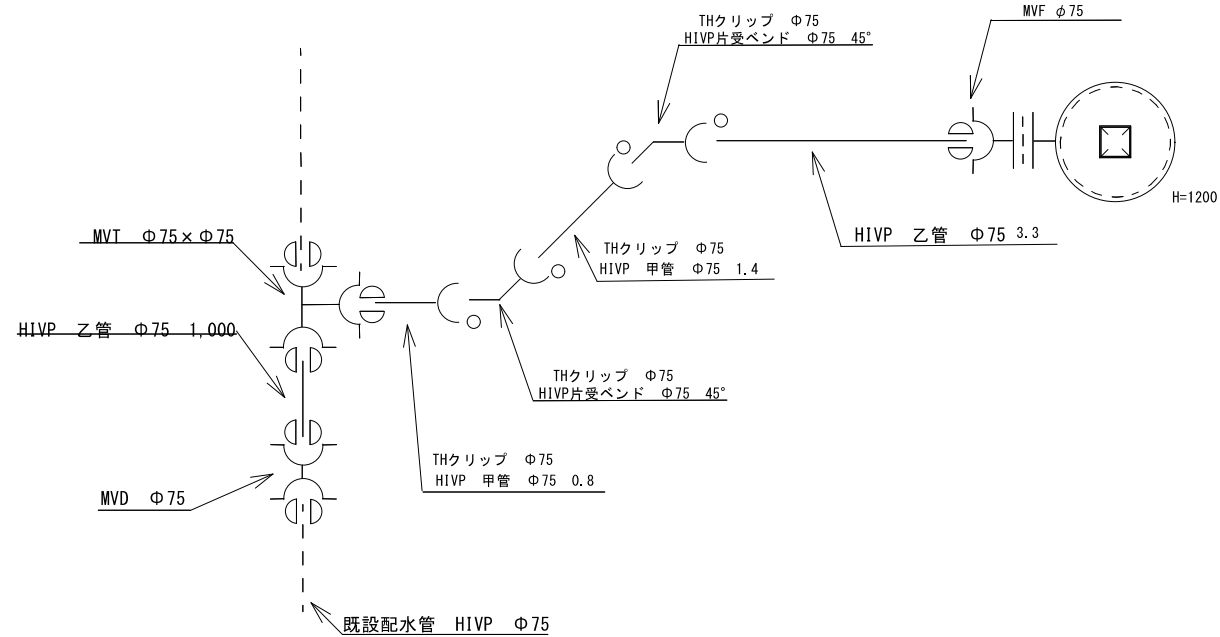 THクリップ Φ75
HIVP片受ベンド Φ75 45°
MVF φ75
H=1200
MVT Φ75×Φ75
THクリップ Φ75
HIVP 甲管 Φ75 1.4
HIVP 乙管 Φ75 3.3
HIVP 乙管 Φ75 1,000
THクリップ Φ75
HIVP片受ベンド Φ75 45°
THクリップ Φ75
HIVP 甲管 Φ75 0.8
MVD Φ75
既設配水管 HIVP Φ75